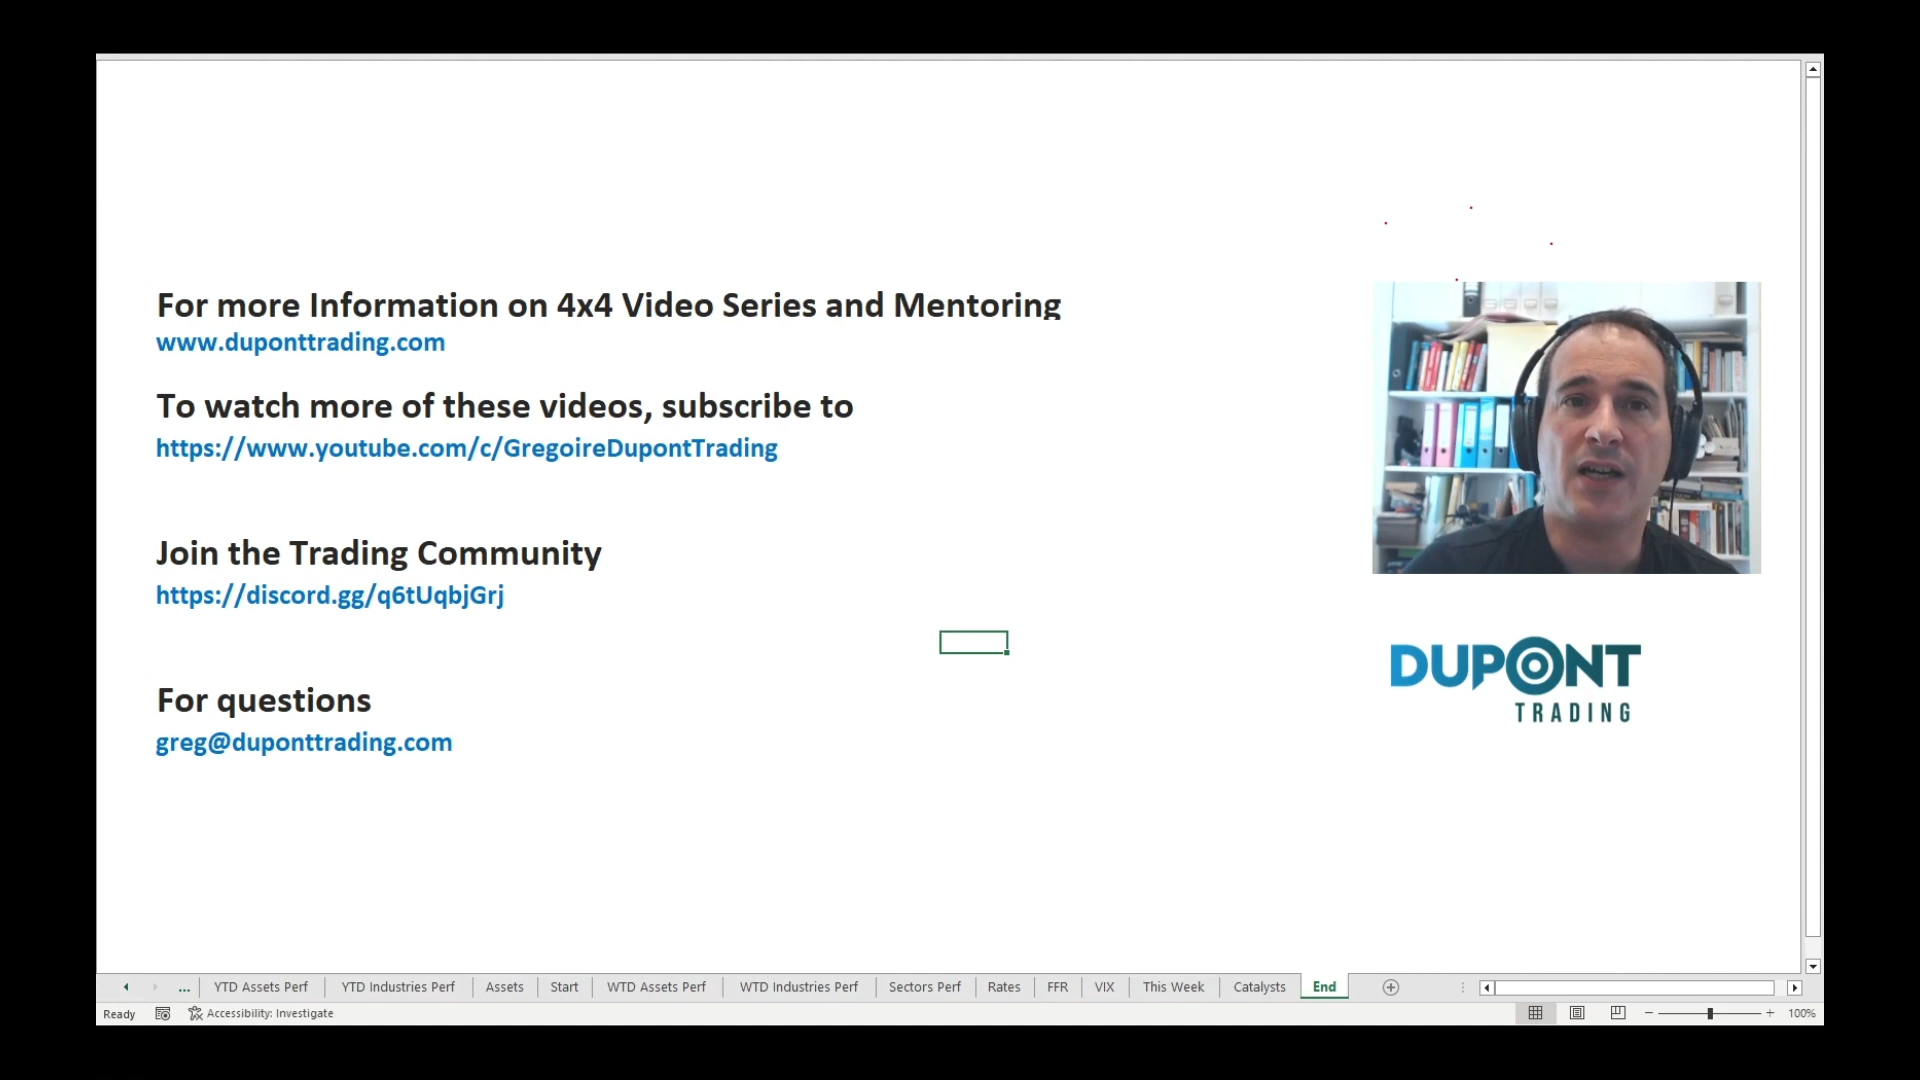 For more Information on 4x4 Video Series and Mentoring
www.duponttrading.com
To watch more of these videos, subscribe to
https://www.youtube.com/c/GregoireDupontTrading
Join the Trading Community
https://discord.gg/q6tUqbjGrj
For questions
greg@duponttrading.com
DUPONT
TRADING
... YTD Assets Perf YTD Industries Perf Assets Start WTD Assets Perf WTD Industries Perf Sectors Perf Rates FFR VIX This Week Catalysts End
Ready Accessibility: Investigate 100%